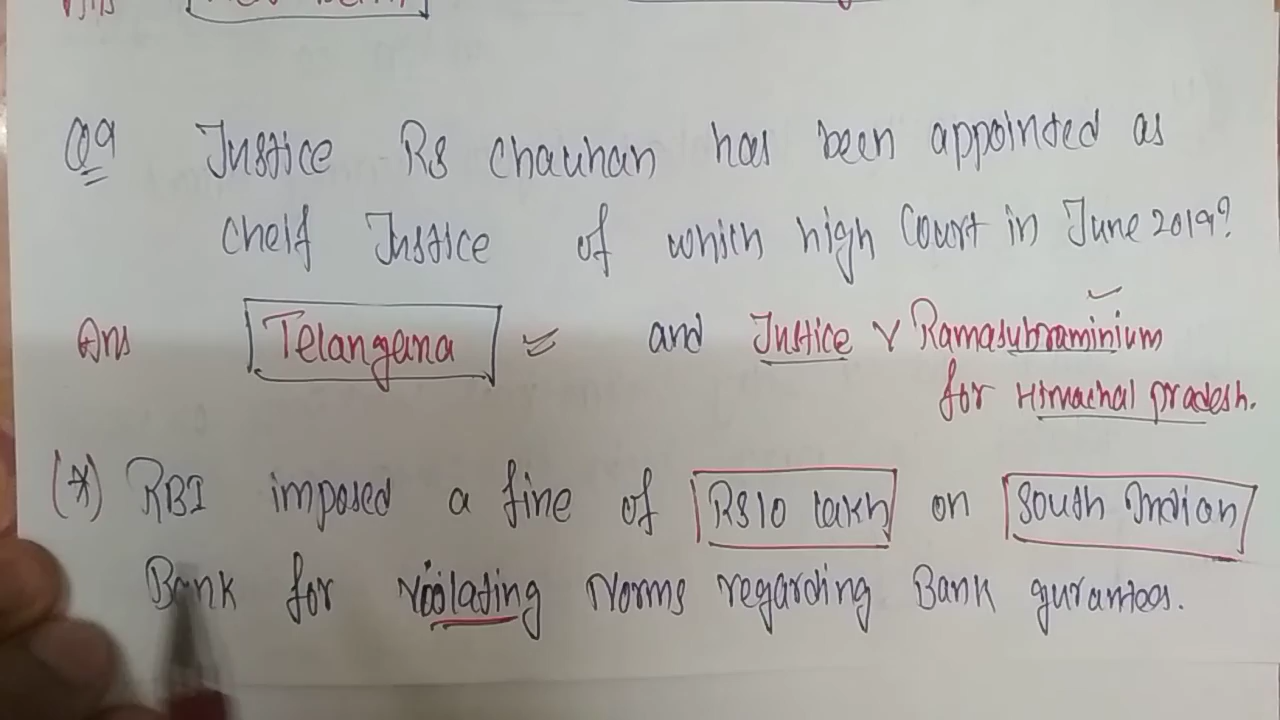 Q9 Justice RS Chauhan has been appointed as
Cheif Justice of which high Court in June 2019?
Ans Telangana and Justice V Ramasubraminium
for Himachal pradesh.
(*) RBI imposed a fine of RS10 lakh on South Indian
Bank for violating Norms regarding Bank gurantees.